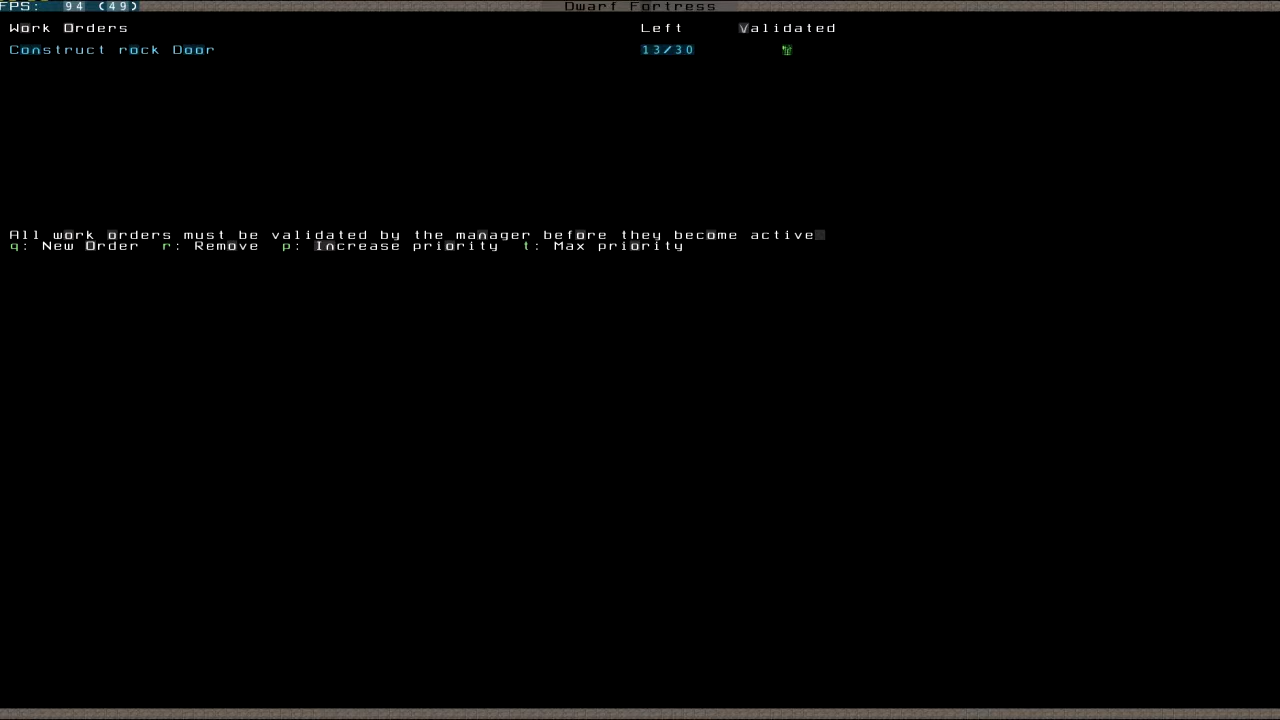 FPS: 94 (49) Dwarf Fortress
Work Orders Left Validated
Construct rock Door 13/30
All work orders must be validated by the manager before they become active.
q: New Order r: Remove p: Increase priority t: Max priority